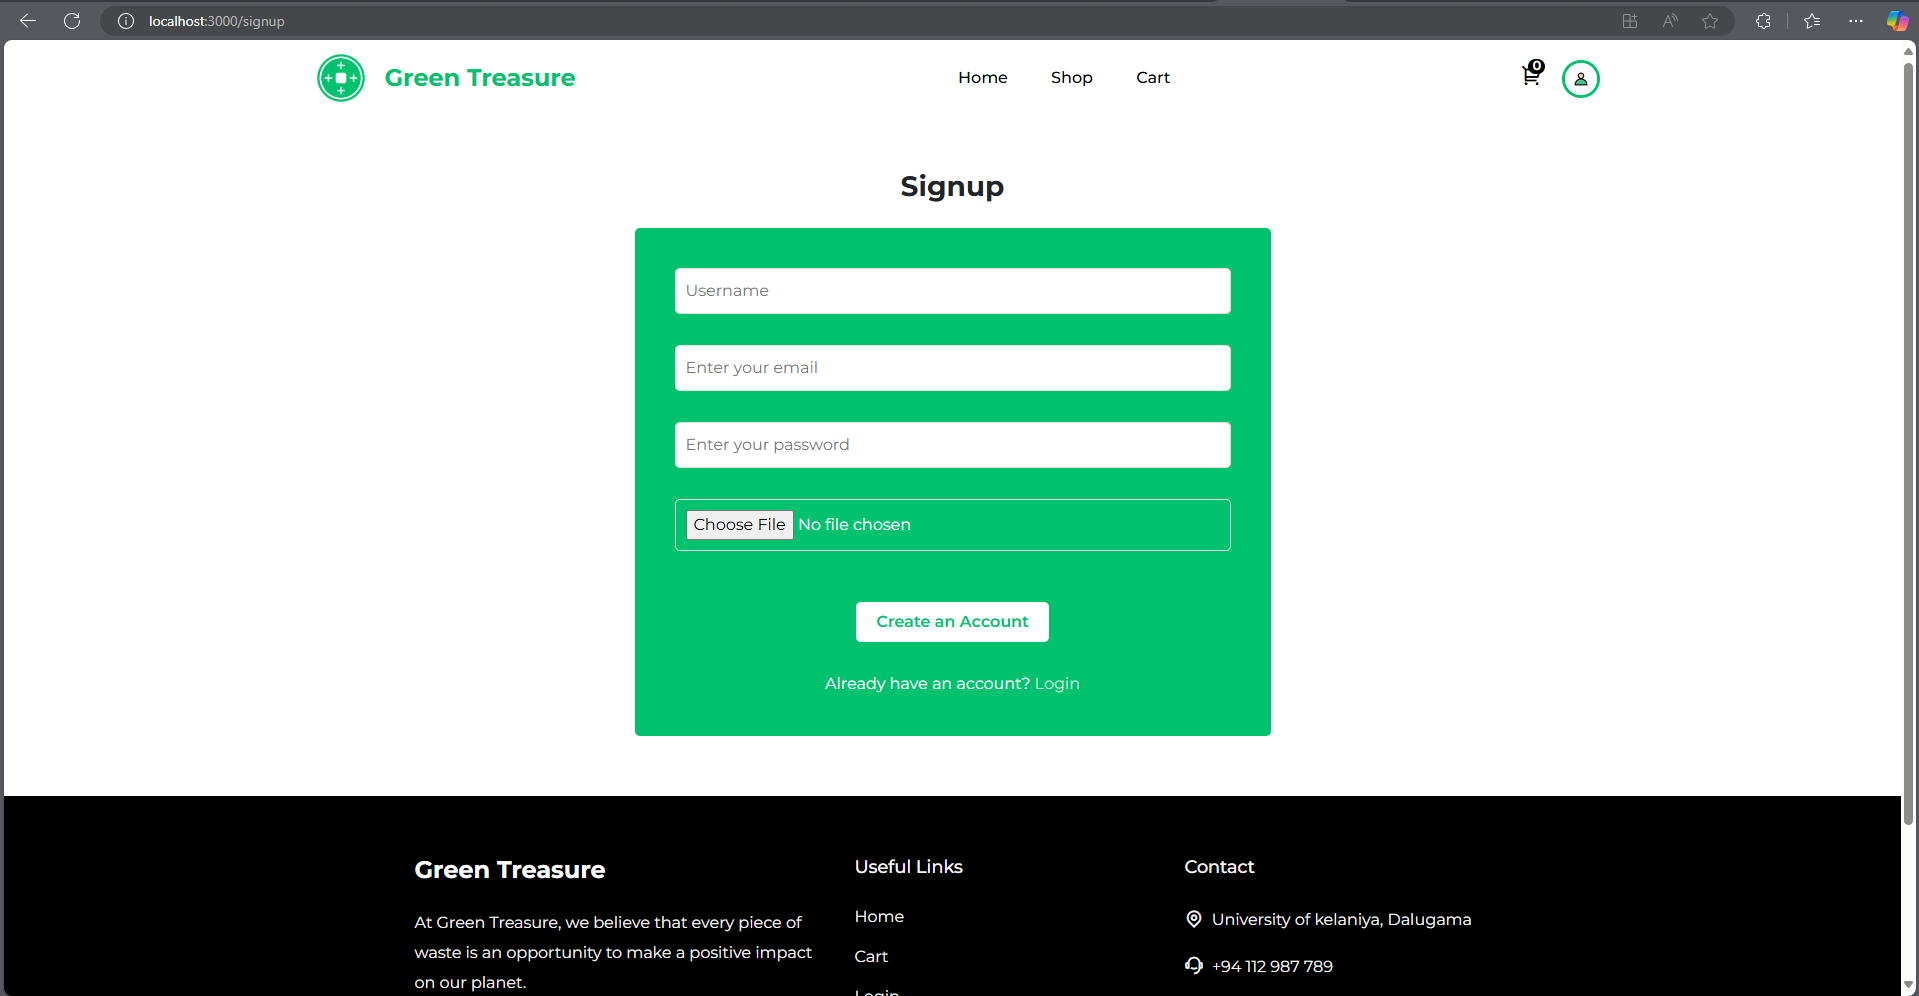 localhost:3000/signup
Green Treasure
Home
Shop
Cart
0
Signup
Username
Enter your email
Enter your password
Choose File No file chosen
Create an Account
Already have an account? Login
Green Treasure
At Green Treasure, we believe that every piece of
waste is an opportunity to make a positive impact
on our planet.
Useful Links
Home
Cart
Login
Contact
University of kelaniya, Dalugama
+94 112 987 789